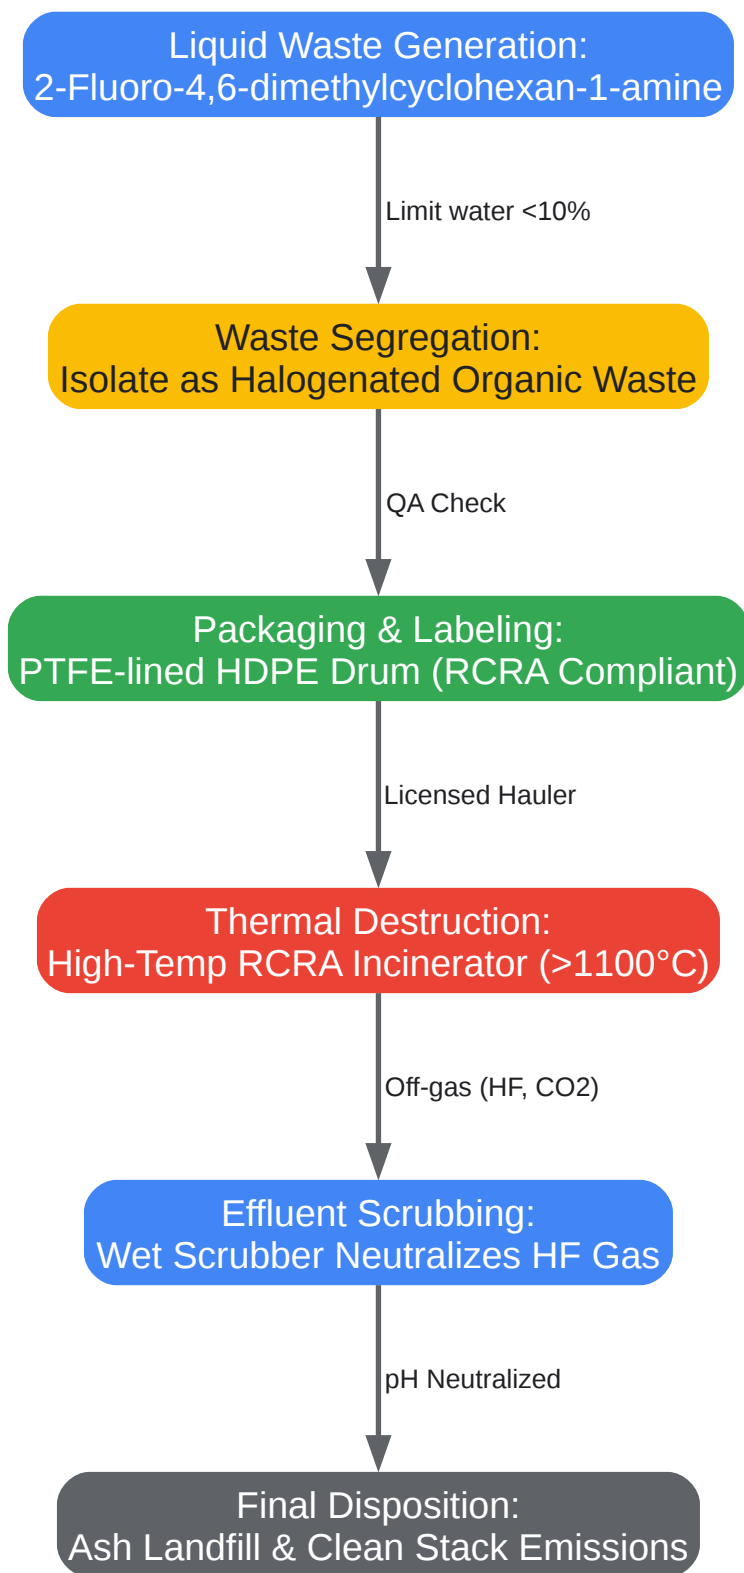 Liquid Waste Generation:
2-Fluoro-4,6-dimethylcyclohexan-1-amine
Limit water <10%
Waste Segregation:
Isolate as Halogenated Organic Waste
QA Check
Packaging & Labeling:
PTFE-lined HDPE Drum (RCRA Compliant)
Licensed Hauler
Thermal Destruction:
High-Temp RCRA Incinerator (>1100°C)
Off-gas (HF, CO2)
Effluent Scrubbing:
Wet Scrubber Neutralizes HF Gas
pH Neutralized
Final Disposition:
Ash Landfill & Clean Stack Emissions